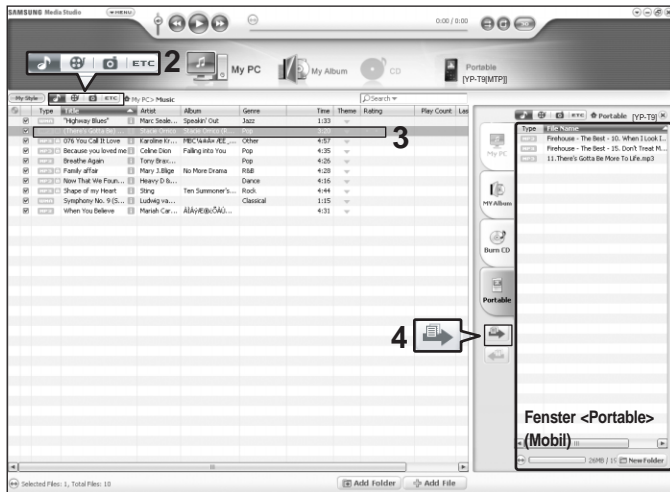 SAMSUNG Media Studio
MENU
0:00 / 0:00
ETC
2
My PC
My Album
CD
Portable
[YP-T9[MTP]]
My Style
ETC
My PC> Music
Search
Type Title Artist Album Genre Time Theme Rating Play Count Las
"Highway Blues" Marc Seale... Speakin' Out Jazz 1:33
(There's Gotta Be) ... Stacie Orrico Stacie Orrico (R... Pop 3:20
3
076 You Call It Love Karoline Kr... Other 4:57
Because you loved me Celine Dion Falling into You Pop 4:35
Breathe Again Tony Brax... Pop 4:26
Family affair Mary J.Blige No More Drama R&B 4:28
Now That We Foun... Heavy D &... Dance 4:16
Shape of my Heart Sting Ten Summoner's... Rock 4:44
Symphony No. 9 (S... Ludwig va... Classical 1:15
When You Believe Mariah Car... 4:31
ETC Portable [YP-T9]
Type File Name
Firehouse - The Best - 10. When I Look I...
Firehouse - The Best - 15. Don't Treat M...
11.There's Gotta Be More To Life.mp3
My PC
MY Album
Burn CD
Portable
4
Fenster <Portable>
(Mobil)
26MB / 1
New Folder
Selected Files: 1, Total Files: 10
Add Folder
Add File